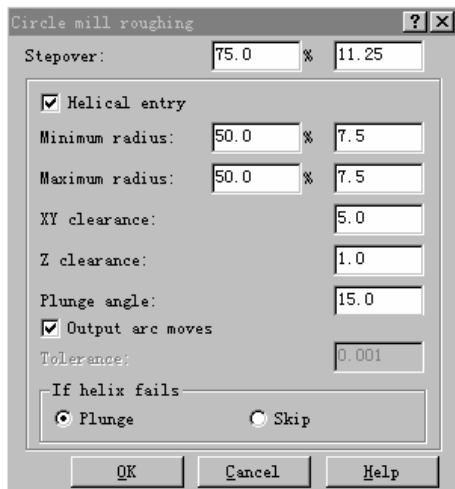 Circle mill roughing
Stepover: 75.0 % 11.25
Helical entry
Minimum radius: 50.0 % 7.5
Maximum radius: 50.0 % 7.5
XY clearance: 5.0
Z clearance: 1.0
Plunge angle: 15.0
Output arc moves
Tolerance: 0.001
If helix fails
Plunge Skip
OK Cancel Help